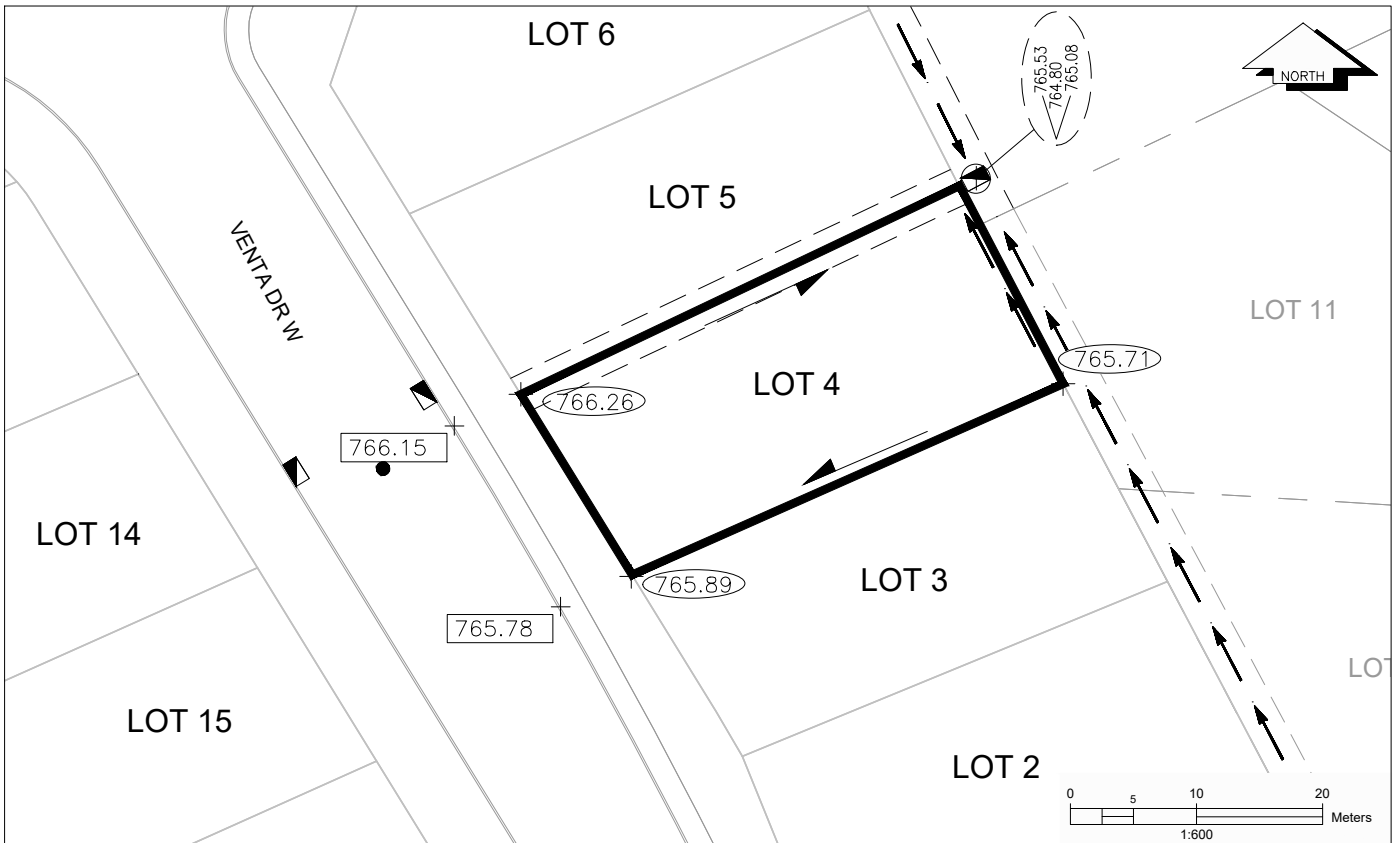 LOT 6
765.53
764.80
765.08
NORTH
LOT 5
VENTA DR W
LOT 11
765.71
LOT 4
766.26
766.15
LOT 14
LOT 3
765.89
765.78
LOT
LOT 15
LOT 2
0 5 10 20
Meters
1:600